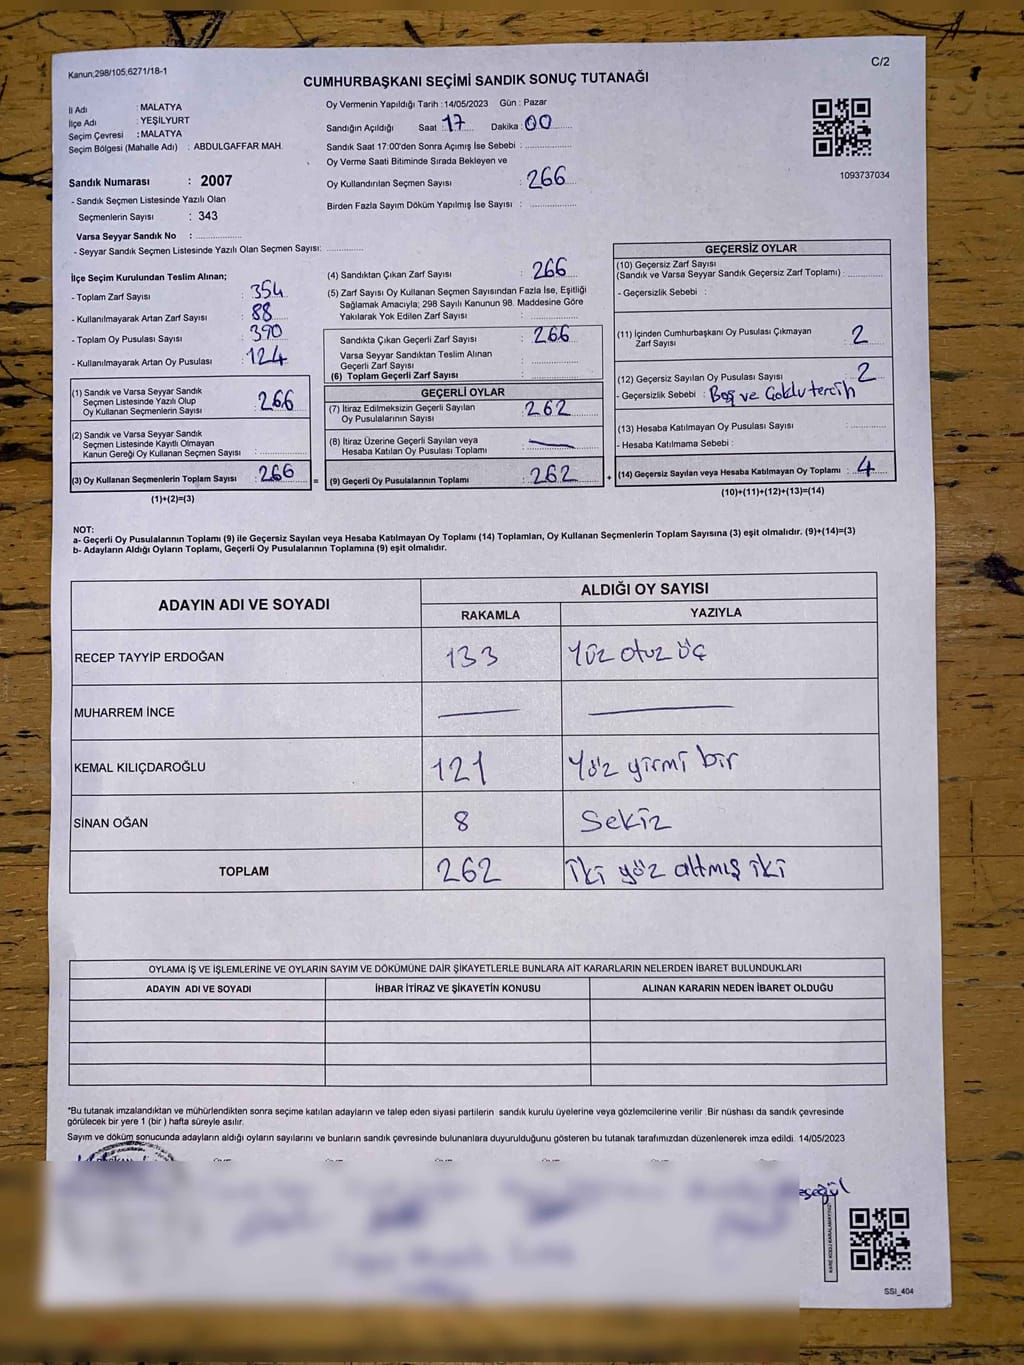 Kanun;298/105;6271/18-1
C/2
CUMHURBAŞKANI SEÇİMİ SANDIK SONUÇ TUTANAĞI
İl Adı : MALATYA
İlçe Adı : YEŞİLYURT
Seçim Çevresi : MALATYA
Seçim Bölgesi (Mahalle Adı) : ABDULGAFFAR MAH.
Oy Vermenin Yapıldığı Tarih : 14/05/2023 Gün : Pazar
Sandığın Açıldığı Saat : 17 Dakika : 00
Sandık Saat 17:00'den Sonra Açımış İse Sebebi :
Oy Verme Saati Bitiminde Sırada Bekleyen ve
Oy Kullandırılan Seçmen Sayısı : 266
Birden Fazla Sayım Döküm Yapılmış İse Sayısı :
1093737034
Sandık Numarası : 2007
- Sandık Seçmen Listesinde Yazılı Olan
Seçmenlerin Sayısı : 343
Varsa Seyyar Sandık No :
- Seyyar Sandık Seçmen Listesinde Yazılı Olan Seçmen Sayısı:
İlçe Seçim Kurulundan Teslim Alınan;
- Toplam Zarf Sayısı : 354
- Kullanılmayarak Artan Zarf Sayısı : 88
- Toplam Oy Pusulası Sayısı : 390
- Kullanılmayarak Artan Oy Pusulası : 124
(1) Sandık ve Varsa Seyyar Sandık
Seçmen Listesinde Yazılı Olup
Oy Kullanan Seçmenlerin Sayısı : 266
(2) Sandık ve Varsa Seyyar Sandık
Seçmen Listesinde Kayıtlı Olmayan
Kanun Gereği Oy Kullanan Seçmen Sayısı :
(3) Oy Kullanan Seçmenlerin Toplam Sayısı : 266
(1)+(2)=(3)
(4) Sandıktan Çıkan Zarf Sayısı : 266
(5) Zarf Sayısı Oy Kullanan Seçmen Sayısından Fazla İse, Eşitliği
Sağlamak Amacıyla; 298 Sayılı Kanunun 98. Maddesine Göre
Yakılarak Yok Edilen Zarf Sayısı :
Sandıkta Çıkan Geçerli Zarf Sayısı : 266
Varsa Seyyar Sandıktan Teslim Alınan
Geçerli Zarf Sayısı :
(6) Toplam Geçerli Zarf Sayısı :
GEÇERLİ OYLAR
(7) İtiraz Edilmeksizin Geçerli Sayılan
Oy Pusulalarının Sayısı : 262
(8) İtiraz Üzerine Geçerli Sayılan veya
Hesaba Katılan Oy Pusulası Toplamı : —
= (9) Geçerli Oy Pusulalarının Toplamı : 262 +
GEÇERSİZ OYLAR
(10) Geçersiz Zarf Sayısı
(Sandık ve Varsa Seyyar Sandık Geçersiz Zarf Toplamı) :
- Geçersizlik Sebebi :
(11) İçinden Cumhurbaşkanı Oy Pusulası Çıkmayan
Zarf Sayısı : 2
(12) Geçersiz Sayılan Oy Pusulası Sayısı : 2
- Geçersizlik Sebebi : Boş ve Çoklu tercih
(13) Hesaba Katılmayan Oy Pusulası Sayısı :
- Hesaba Katılmama Sebebi :
(14) Geçersiz Sayılan veya Hesaba Katılmayan Oy Toplamı : 4
(10)+(11)+(12)+(13)=(14)
NOT:
a- Geçerli Oy Pusulalarının Toplamı (9) ile Geçersiz Sayılan veya Hesaba Katılmayan Oy Toplamı (14) Toplamları, Oy Kullanan Seçmenlerin Toplam Sayısına (3) eşit olmalıdır. (9)+(14)=(3)
b- Adayların Aldığı Oyların Toplamı, Geçerli Oy Pusulalarının Toplamına (9) eşit olmalıdır.
ADAYIN ADI VE SOYADI ALDIĞI OY SAYISI
RAKAMLA YAZIYLA
RECEP TAYYİP ERDOĞAN 133 Yüz otuz üç
MUHARREM İNCE — —
KEMAL KILIÇDAROĞLU 121 Yüz yirmi bir
SİNAN OĞAN 8 Sekiz
TOPLAM 262 İki yüz altmış iki
OYLAMA İŞ VE İŞLEMLERİNE VE OYLARIN SAYIM VE DÖKÜMÜNE DAİR ŞİKAYETLERLE BUNLARA AİT KARARLARIN NELERDEN İBARET BULUNDUKLARI
ADAYIN ADI VE SOYADI İHBAR İTİRAZ VE ŞİKAYETİN KONUSU ALINAN KARARIN NEDEN İBARET OLDUĞU
*Bu tutanak imzalandıktan ve mühürlendikten sonra seçime katılan adayların ve talep eden siyasi partilerin sandık kurulu üyelerine veya gözlemcilerine verilir .Bir nüshası da sandık çevresinde
görülecek bir yere 1 (bir ) hafta süreyle asılır.
Sayım ve döküm sonucunda adayların aldığı oyların sayılarını ve bunların sandık çevresinde bulunanlara duyurulduğunu gösteren bu tutanak tarafımızdan düzenlenerek imza edildi. 14/05/2023
KARE KODU KARALAMAYINIZ
SSI_404